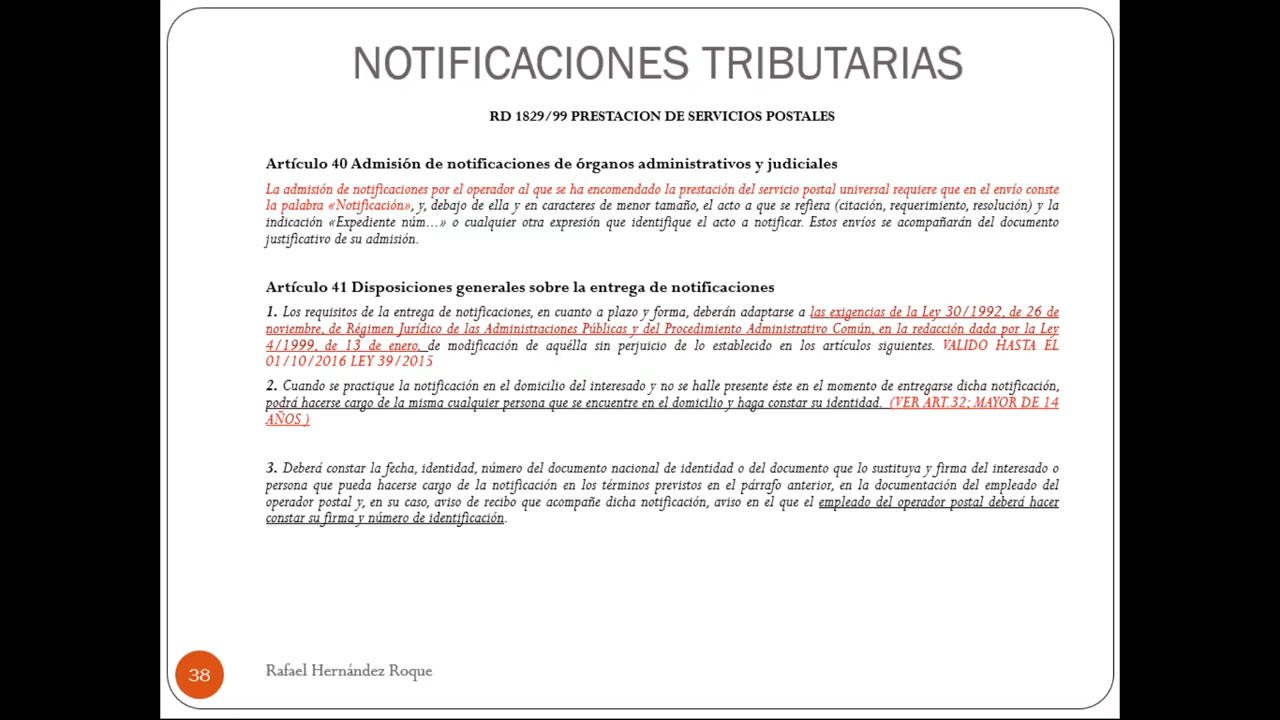 NOTIFICACIONES TRIBUTARIAS
RD 1829/99 PRESTACION DE SERVICIOS POSTALES
Artículo 40 Admisión de notificaciones de órganos administrativos y judiciales
La admisión de notificaciones por el operador al que se ha encomendado la prestación del servicio postal universal requiere que en el envío conste
la palabra «Notificación», y, debajo de ella y en caracteres de menor tamaño, el acto a que se refiera (citación, requerimiento, resolución) y la
indicación «Expediente núm...» o cualquier otra expresión que identifique el acto a notificar. Estos envíos se acompañarán del documento
justificativo de su admisión.
Artículo 41 Disposiciones generales sobre la entrega de notificaciones
1. Los requisitos de la entrega de notificaciones, en cuanto a plazo y forma, deberán adaptarse a las exigencias de la Ley 30/1992, de 26 de
noviembre, de Régimen Jurídico de las Administraciones Públicas y del Procedimiento Administrativo Común, en la redacción dada por la Ley
4/1999, de 13 de enero, de modificación de aquélla sin perjuicio de lo establecido en los artículos siguientes. VALIDO HASTA EL
01/10/2016 LEY 39/2015
2. Cuando se practique la notificación en el domicilio del interesado y no se halle presente éste en el momento de entregarse dicha notificación,
podrá hacerse cargo de la misma cualquier persona que se encuentre en el domicilio y haga constar su identidad. (VER ART.32; MAYOR DE 14
AÑOS )
3. Deberá constar la fecha, identidad, número del documento nacional de identidad o del documento que lo sustituya y firma del interesado o
persona que pueda hacerse cargo de la notificación en los términos previstos en el párrafo anterior, en la documentación del empleado del
operador postal y, en su caso, aviso de recibo que acompañe dicha notificación, aviso en el que el empleado del operador postal deberá hacer
constar su firma y número de identificación.
38
Rafael Hernández Roque